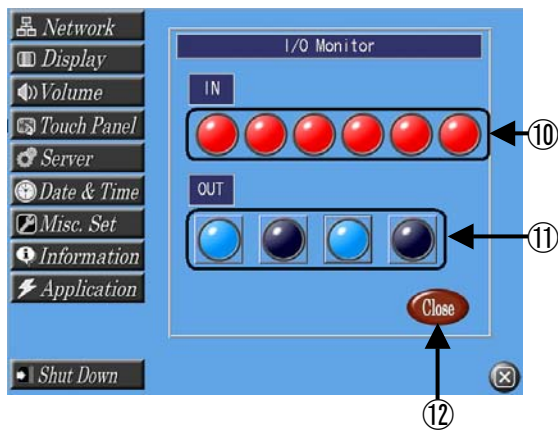 Network
Display
Volume
Touch Panel
Server
Date & Time
Misc. Set
Information
Application
Shut Down
I/O Monitor
IN
⑩
OUT
⑪
Close
⑫